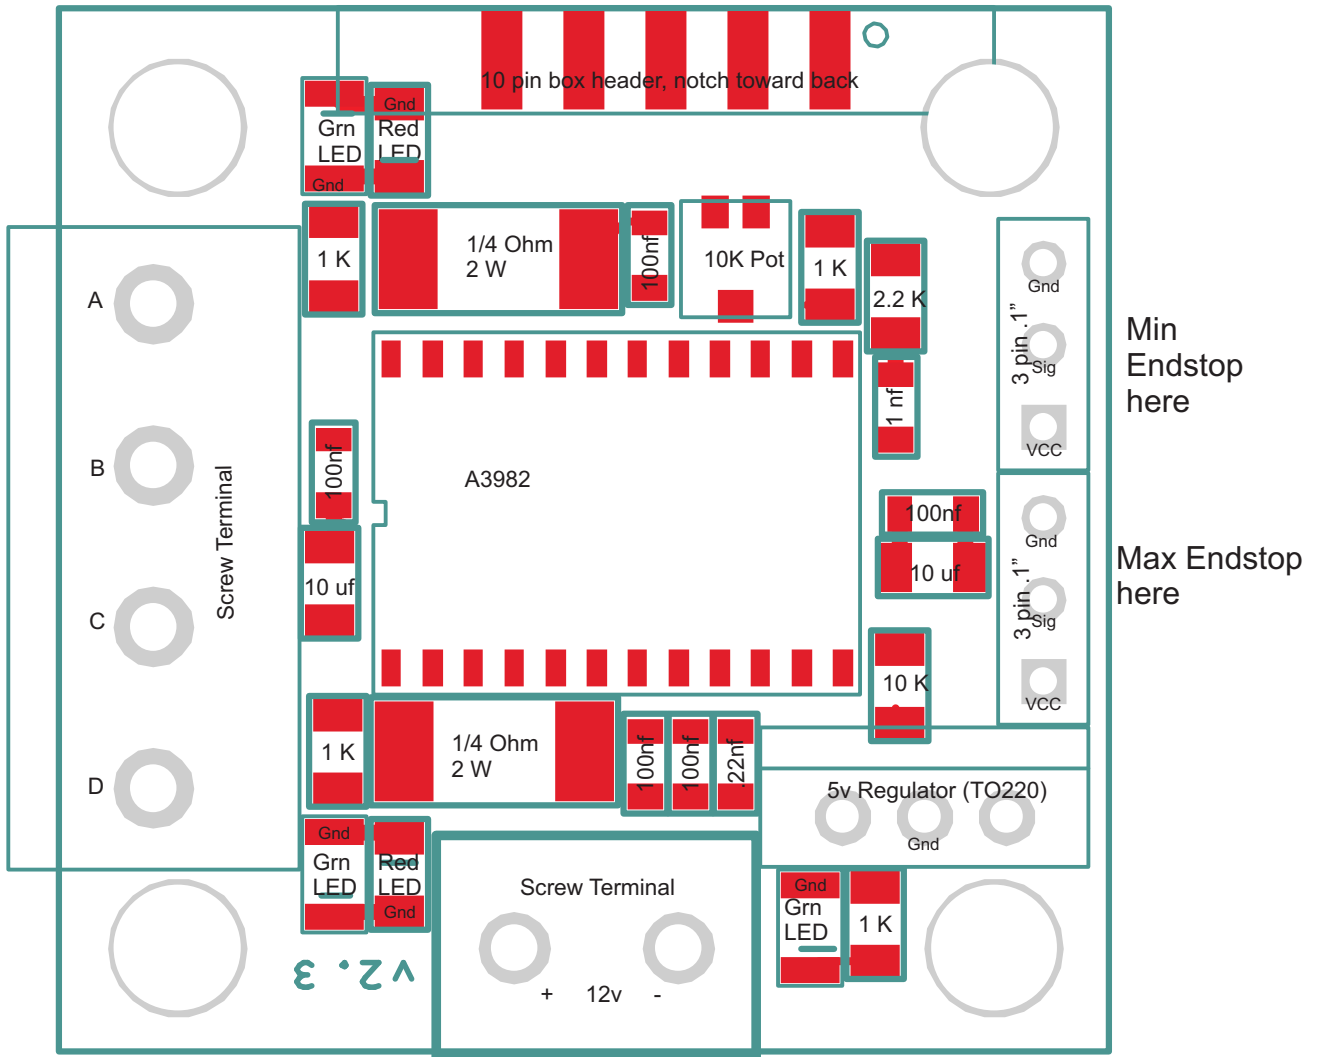 10 pin box header, notch toward back
Gnd
Grn
LED
Gnd
Red
LED
1 K
1/4 Ohm
2 W
100nf
10K Pot
1 K
2.2 K
Gnd
Sig
VCC
3 pin .1”
Min
Endstop
here
A
B
C
D
Screw Terminal
100nf
10 uf
A3982
1 nf
100nf
10 uf
Gnd
Sig
VCC
3 pin .1”
Max Endstop
here
10 K
1 K
1/4 Ohm
2 W
100nf
100nf
.22nf
5v Regulator (TO220)
Gnd
Gnd
Grn
LED
Red
LED
Gnd
Screw Terminal
+ 12v -
Gnd
Grn
LED
1 K
v2.3